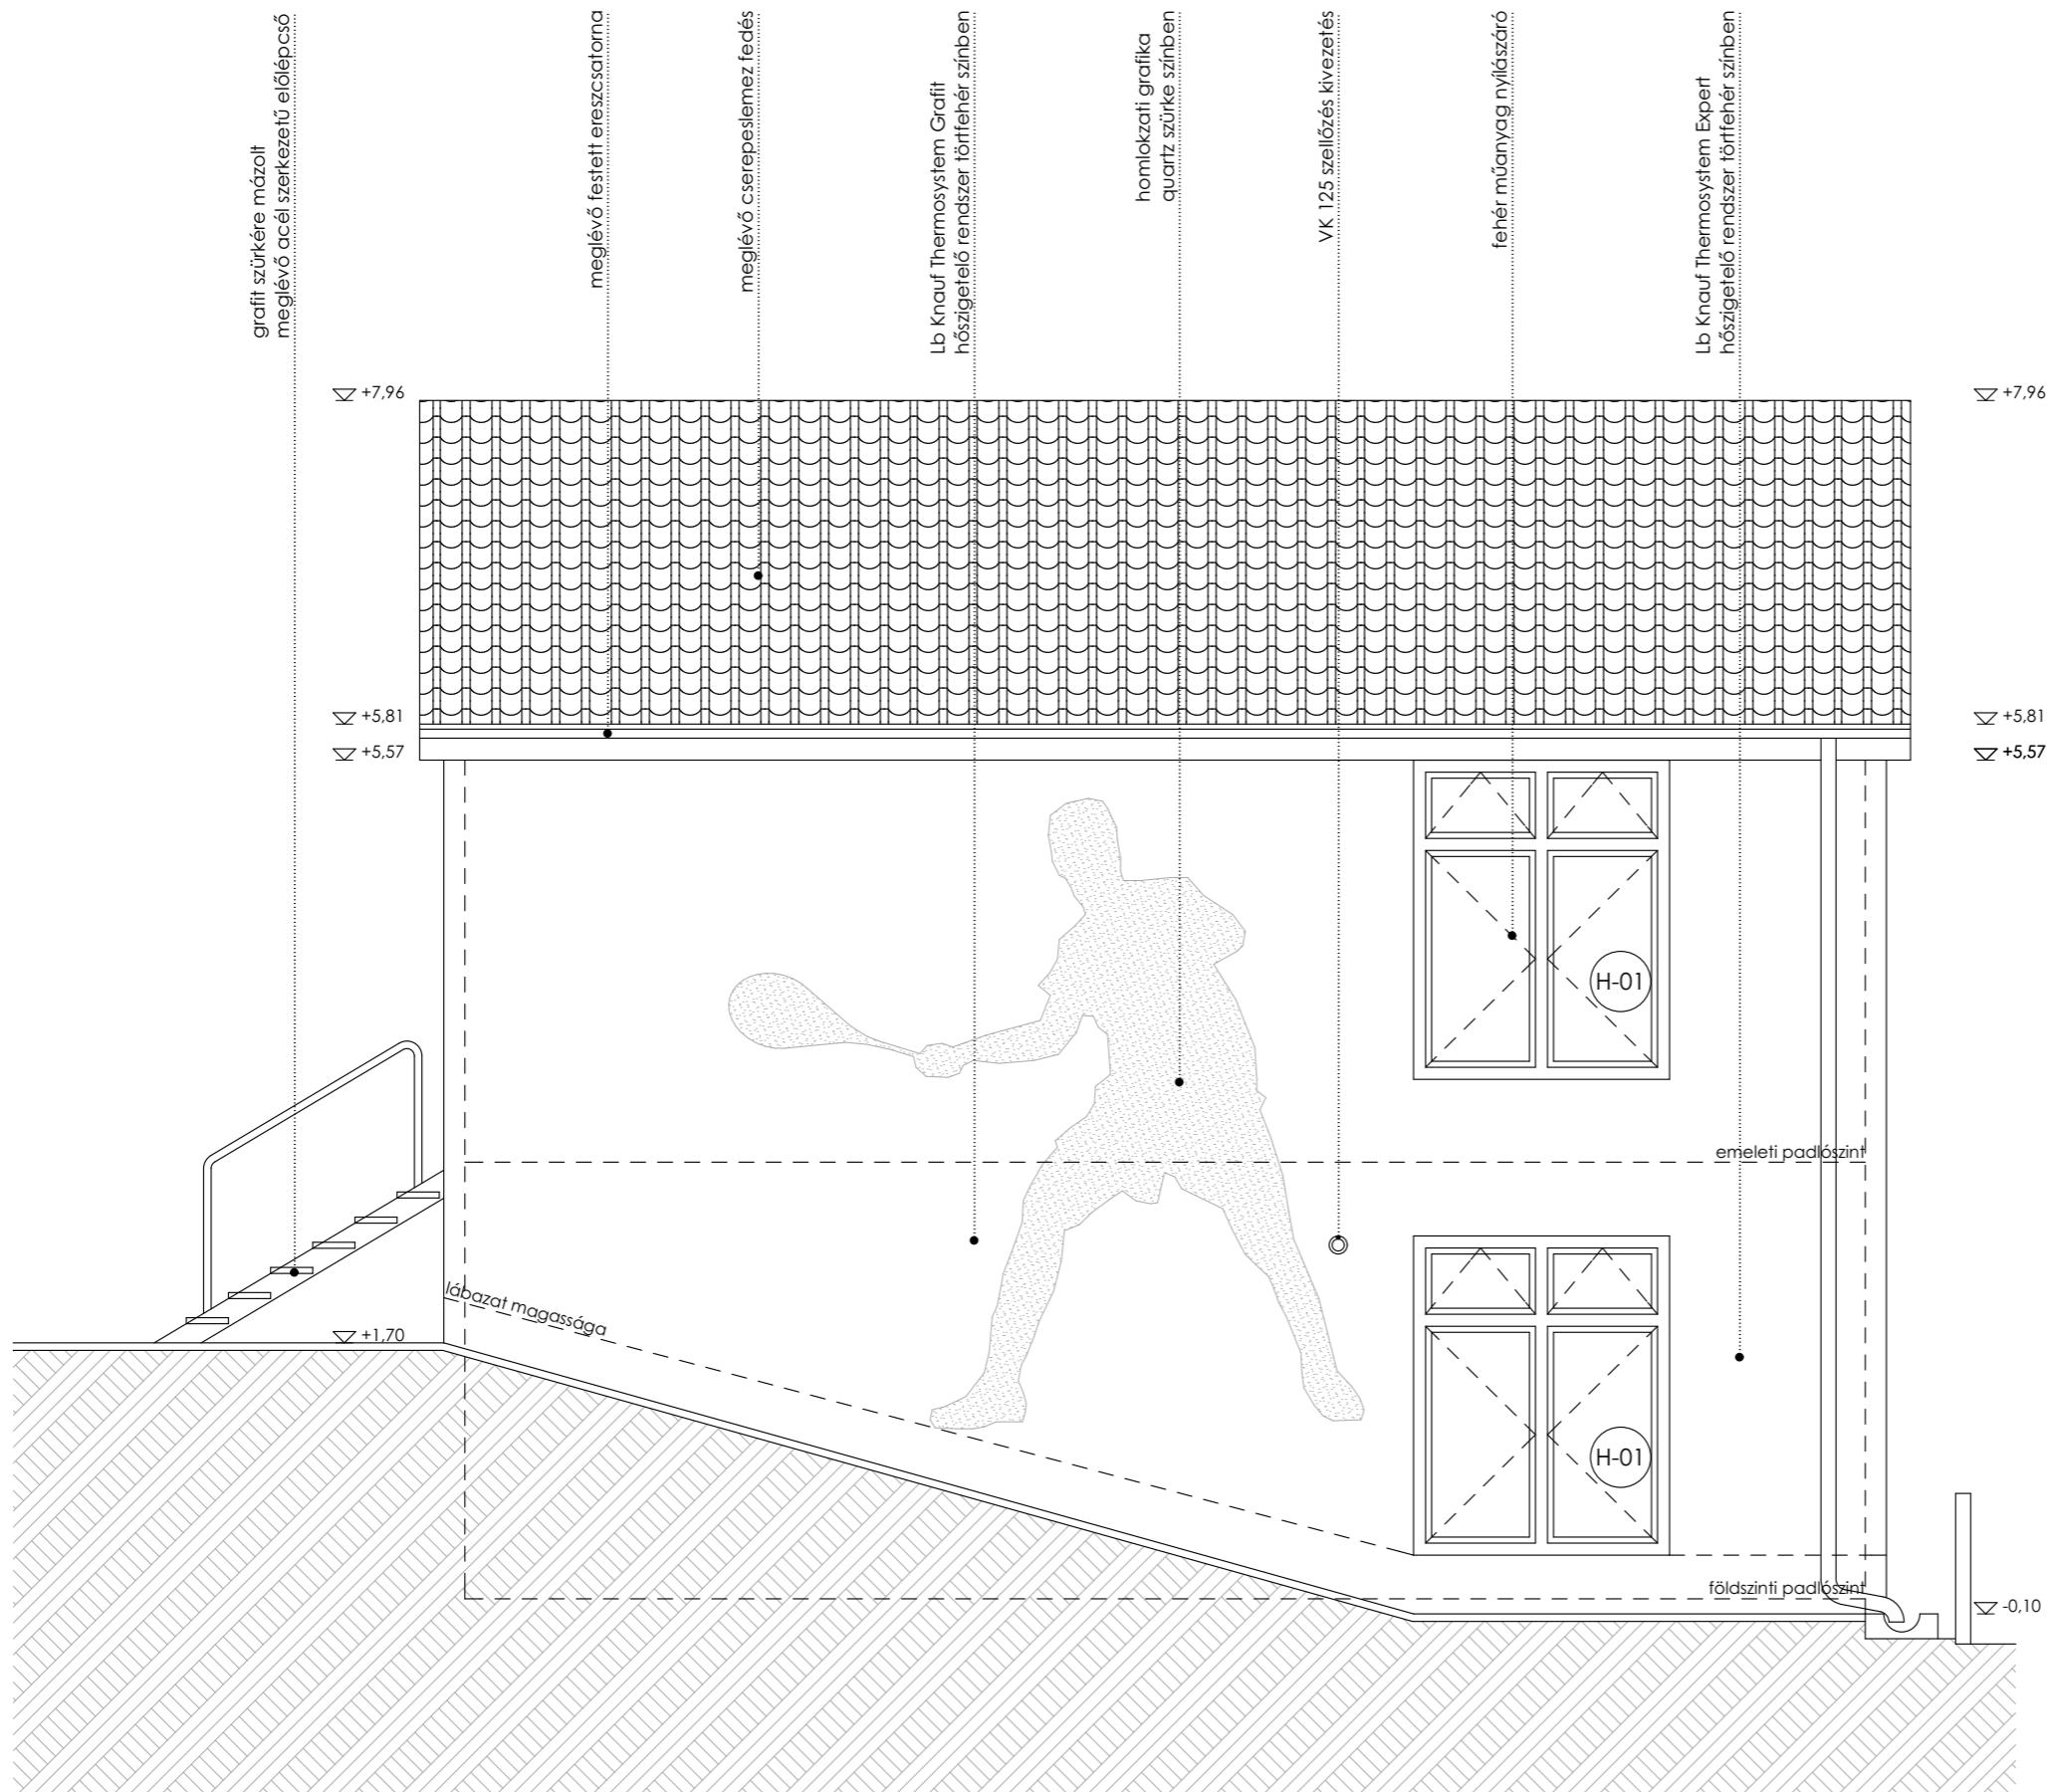 grafit szürkére mázolt
meglévő acél szerkezetű előlépcső
meglévő festett ereszcsatorna
meglévő cserepeslemez fedés
Lb Knauf Thermosystem Grafit
hőszigetelő rendszer törtfehér színben
homlokzati grafika
quartz szürke színben
VK 125 szellőzés kivezetés
fehér műanyag nyílászáró
Lb Knauf Thermosystem Expert
hőszigetelő rendszer törtfehér színben
+7,96
+7,96
+5,81
+5,81
+5,57
+5,57
H-01
emeleti padlószint
lábazat magassága
+1,70
H-01
földszinti padlószint
-0,10